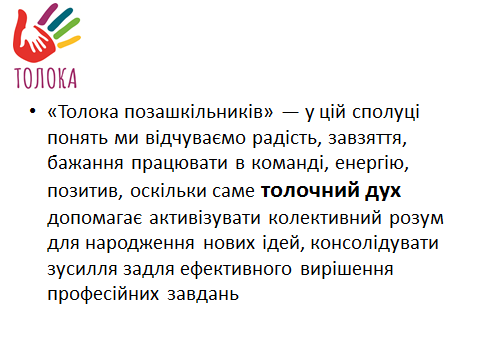 ТОЛОКА
• «Толока позашкільників» — у цій сполуці
понять ми відчуваємо радість, завзяття,
бажання працювати в команді, енергію,
позитив, оскільки саме толочний дух
допомагає активізувати колективний розум
для народження нових ідей, консолідувати
зусилля задля ефективного вирішення
професійних завдань